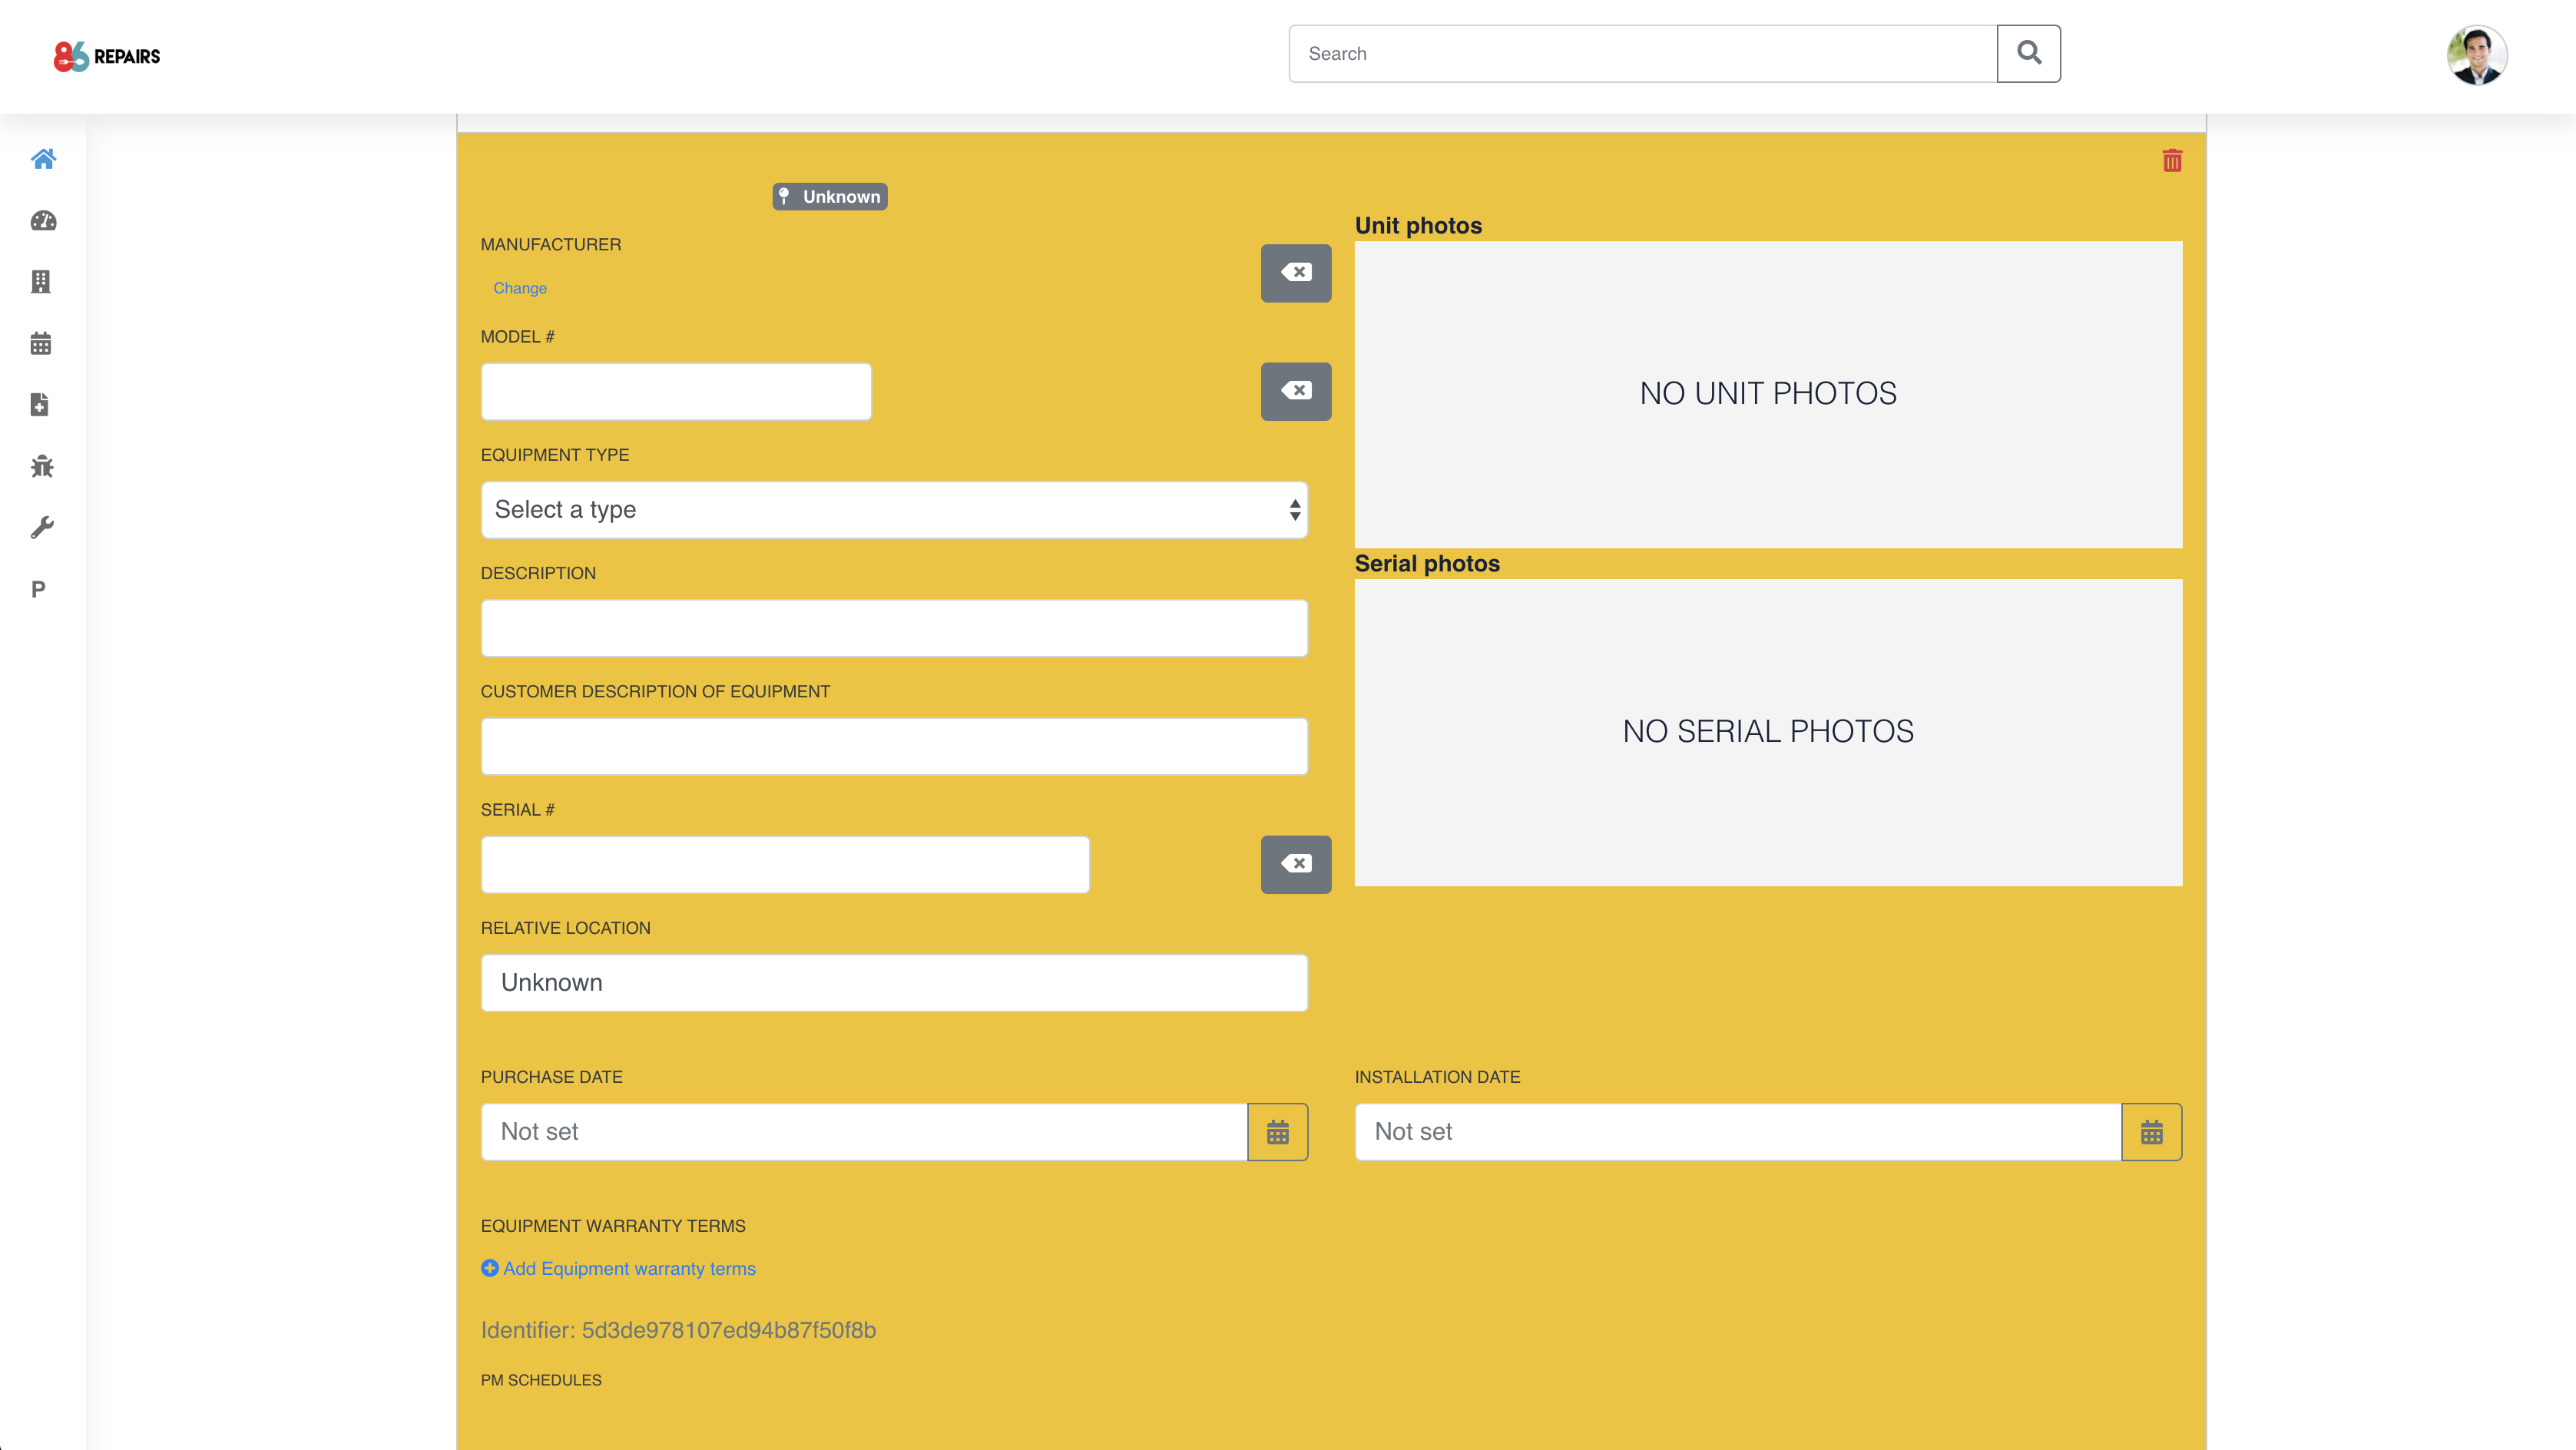 86 REPAIRS
Search
Unknown
MANUFACTURER
Change
MODEL #
EQUIPMENT TYPE
Select a type
DESCRIPTION
CUSTOMER DESCRIPTION OF EQUIPMENT
SERIAL #
RELATIVE LOCATION
Unknown
Unit photos
NO UNIT PHOTOS
Serial photos
NO SERIAL PHOTOS
PURCHASE DATE
Not set
INSTALLATION DATE
Not set
EQUIPMENT WARRANTY TERMS
Add Equipment warranty terms
Identifier: 5d3de978107ed94b87f50f8b
PM SCHEDULES
P